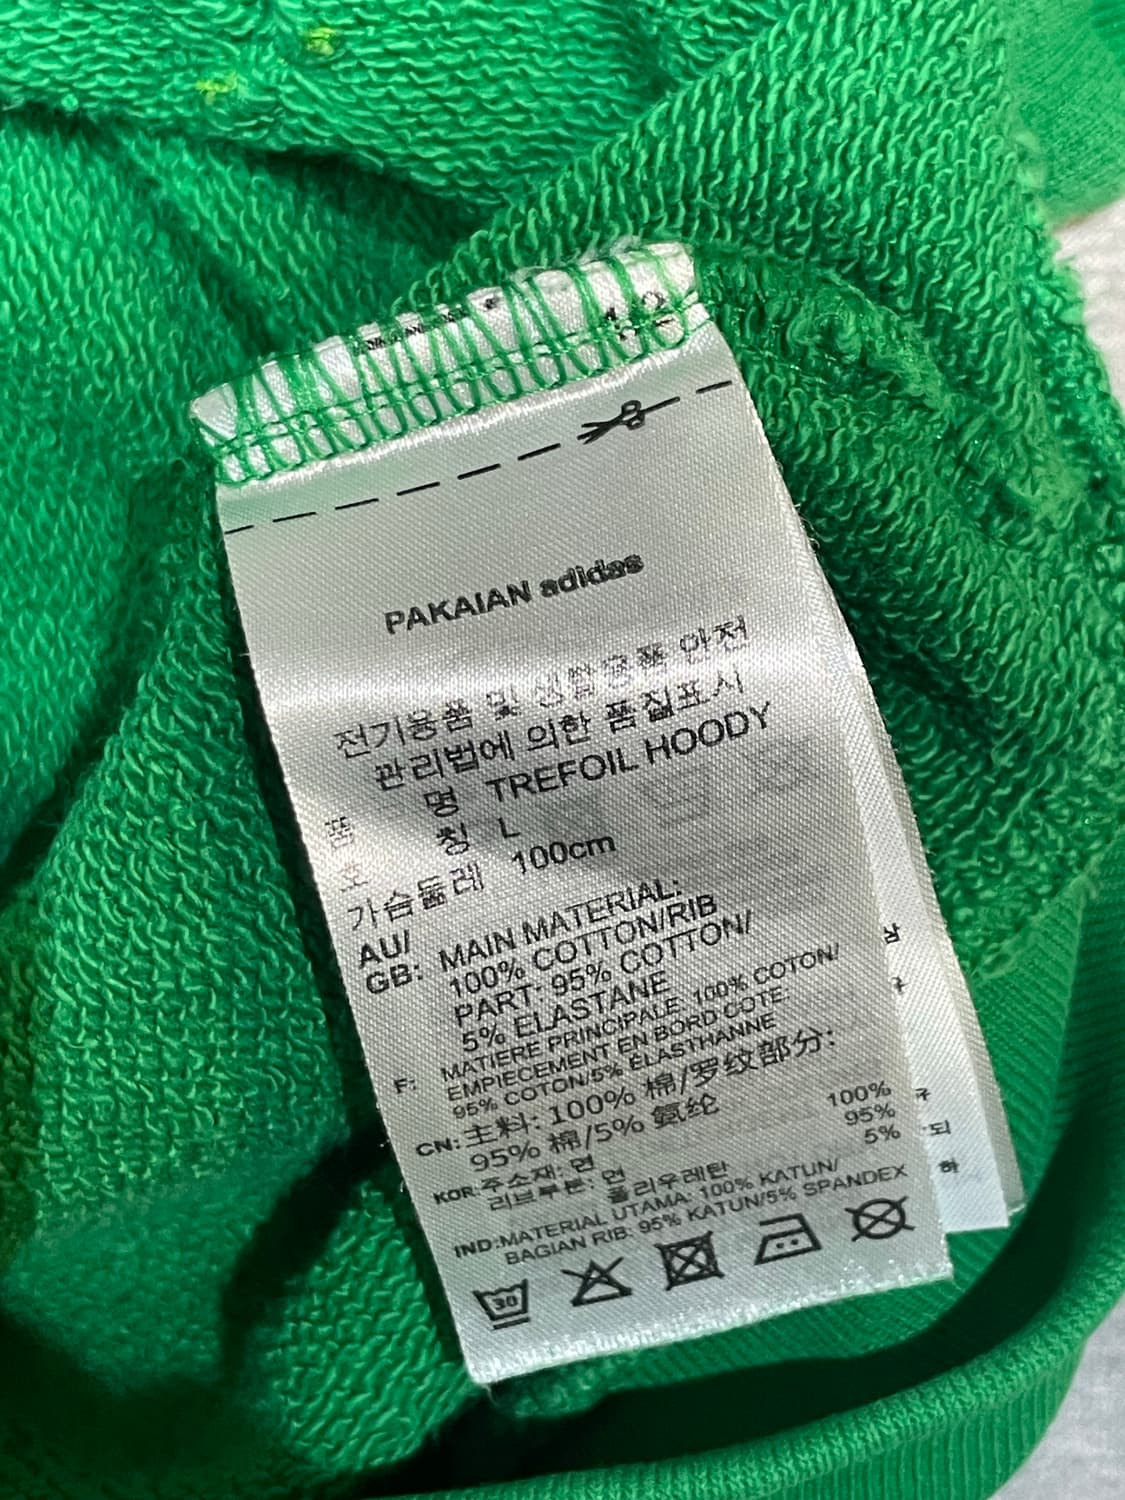 PAKAIAN adidas
전기용품 및 생활용품 안전
관리법에 의한 품질표시
품 명 TREFOIL HOODY
호 칭 L
가슴둘레 100cm
AU/
GB: MAIN MATERIAL:
100% COTTON/RIB
PART: 95% COTTON/
5% ELASTANE
F: MATIERE PRINCIPALE: 100% COTON/
EMPIECEMENT EN BORD COTE:
95% COTON/5% ÉLASTHANNE
CN: 主料: 100% 棉/罗纹部分:
95% 棉/5% 氨纶
KOR: 주소재: 면 100%
리브부분: 면 95%
폴리우레탄 5%
IND: MATERIAL UTAMA: 100% KATUN/
BAGIAN RIB: 95% KATUN/5% SPANDEX
30